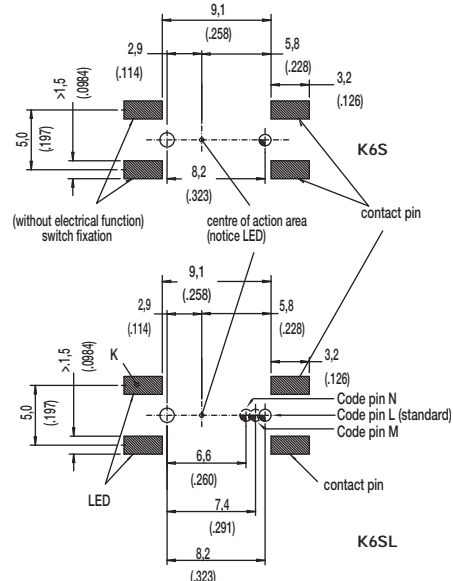 9,1
(.258)
2,9
(.114)
5,8
(.228)
3,2
(.126)
>1,5
(.0984)
5,0
(.197)
K6S
8,2
(.323)
(without electrical function)
switch fixation
centre of action area
(notice LED)
contact pin
9,1
(.258)
2,9
(.114)
5,8
(.228)
3,2
(.126)
>1,5
(.0984)
K
5,0
(.197)
Code pin N
Code pin L (standard)
Code pin M
6,6
(.260)
LED
contact pin
7,4
(.291)
K6SL
8,2
(.323)